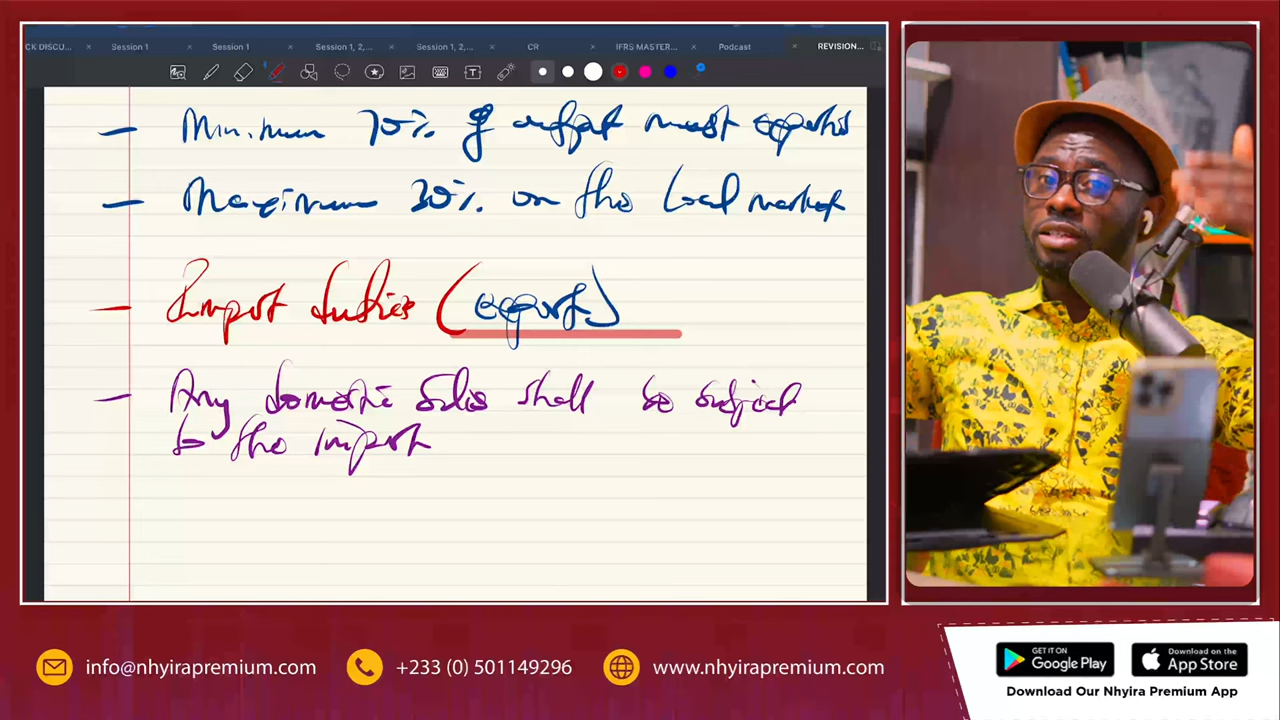 CK DISCU... Session 1 Session 1 Session 1, 2,... Session 1, 2,... CR IFRS MASTER... Podcast REVISION...
— Minimum 70% of output must exported
— Maximum 30% on the local market
— Import duties (export)
— Any domestic sales shall be subject
to the import
info@nhyirapremium.com +233 (0) 501149296 www.nhyirapremium.com
GET IT ON Google Play Download on the App Store
Download Our Nhyira Premium App